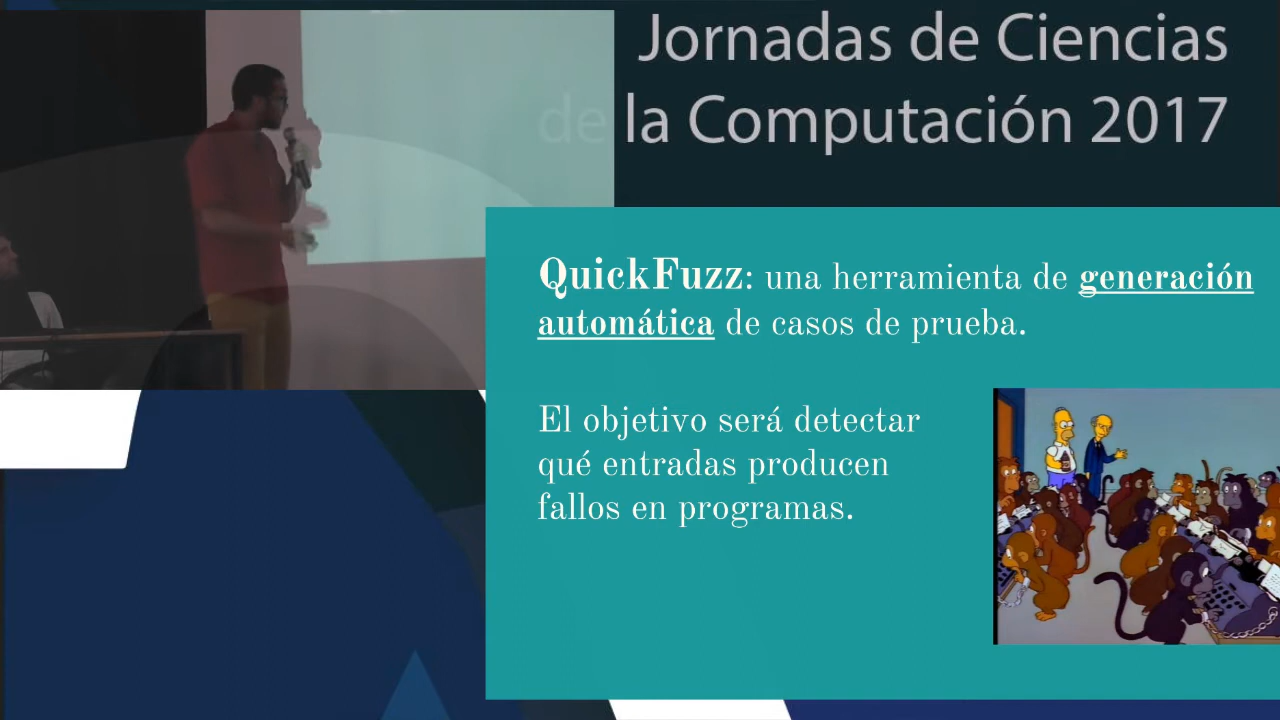 Jornadas de Ciencias
de la Computación 2017
QuickFuzz: una herramienta de generación
automática de casos de prueba.
El objetivo será detectar
qué entradas producen
fallos en programas.